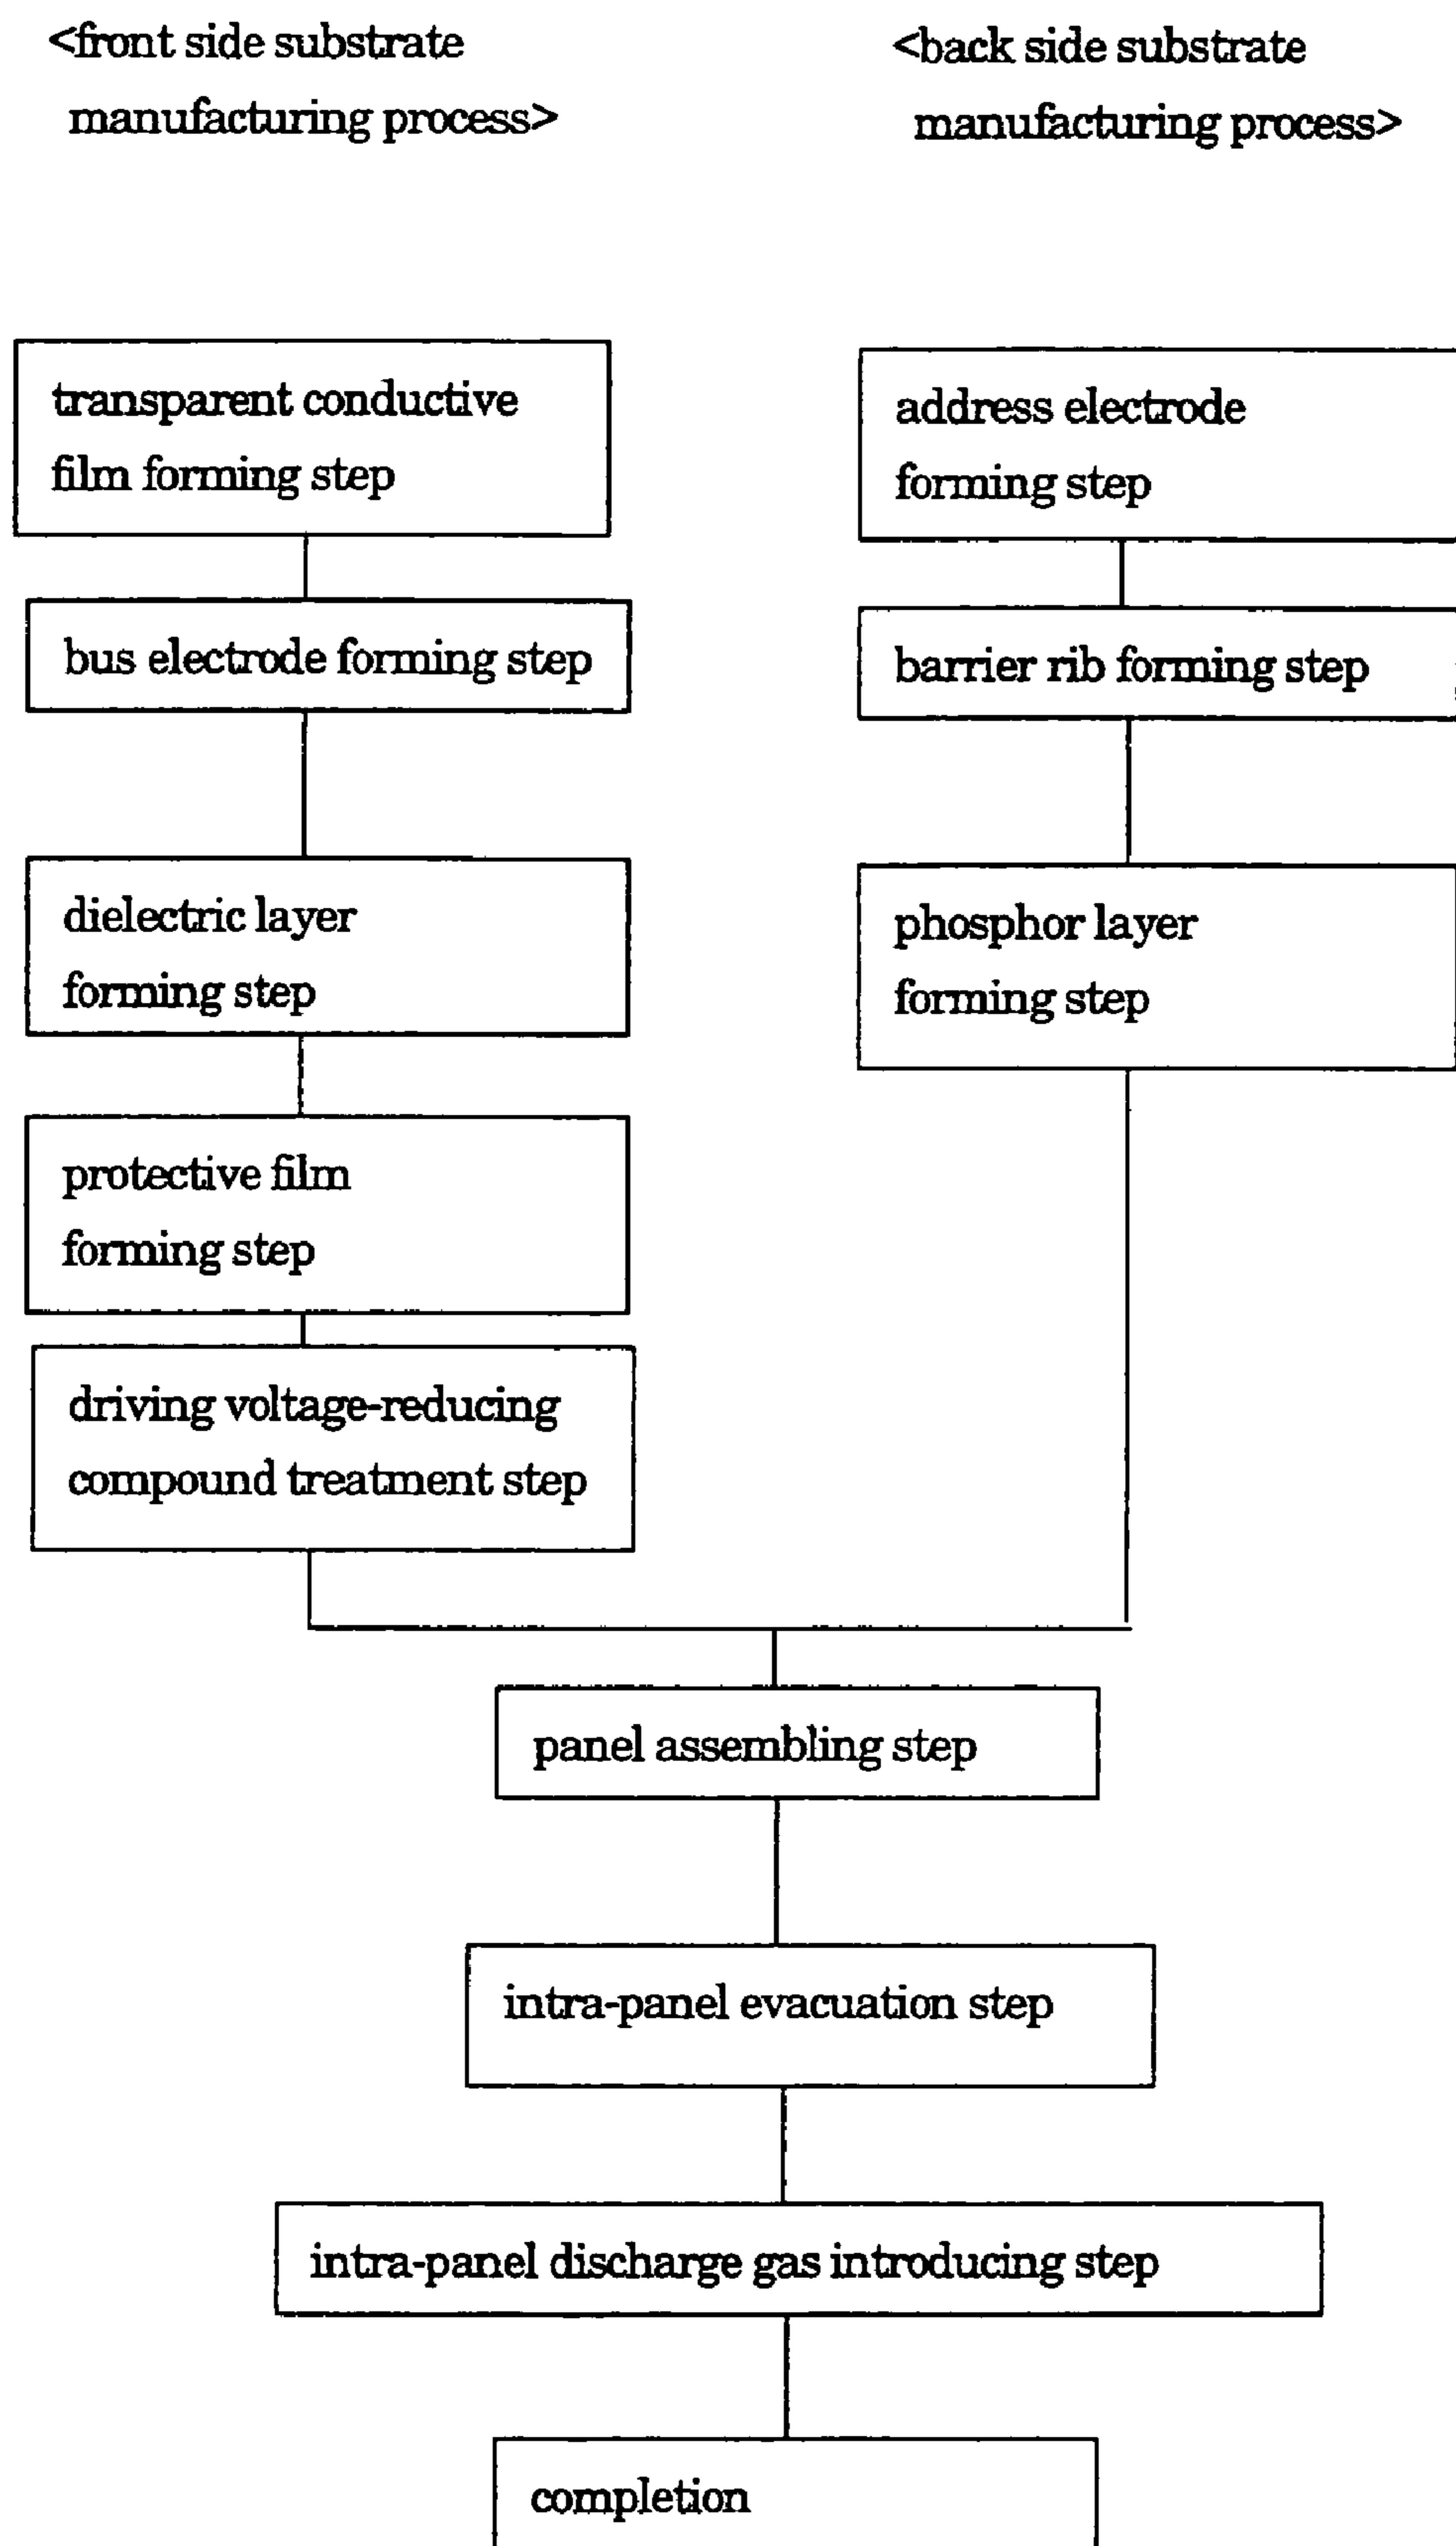 <front side substrate
manufacturing process>
<back side substrate
manufacturing process>
transparent conductive
film forming step
bus electrode forming step
dielectric layer
forming step
protective film
forming step
driving voltage-reducing
compound treatment step
address electrode
forming step
barrier rib forming step
phosphor layer
forming step
panel assembling step
intra-panel evacuation step
intra-panel discharge gas introducing step
completion